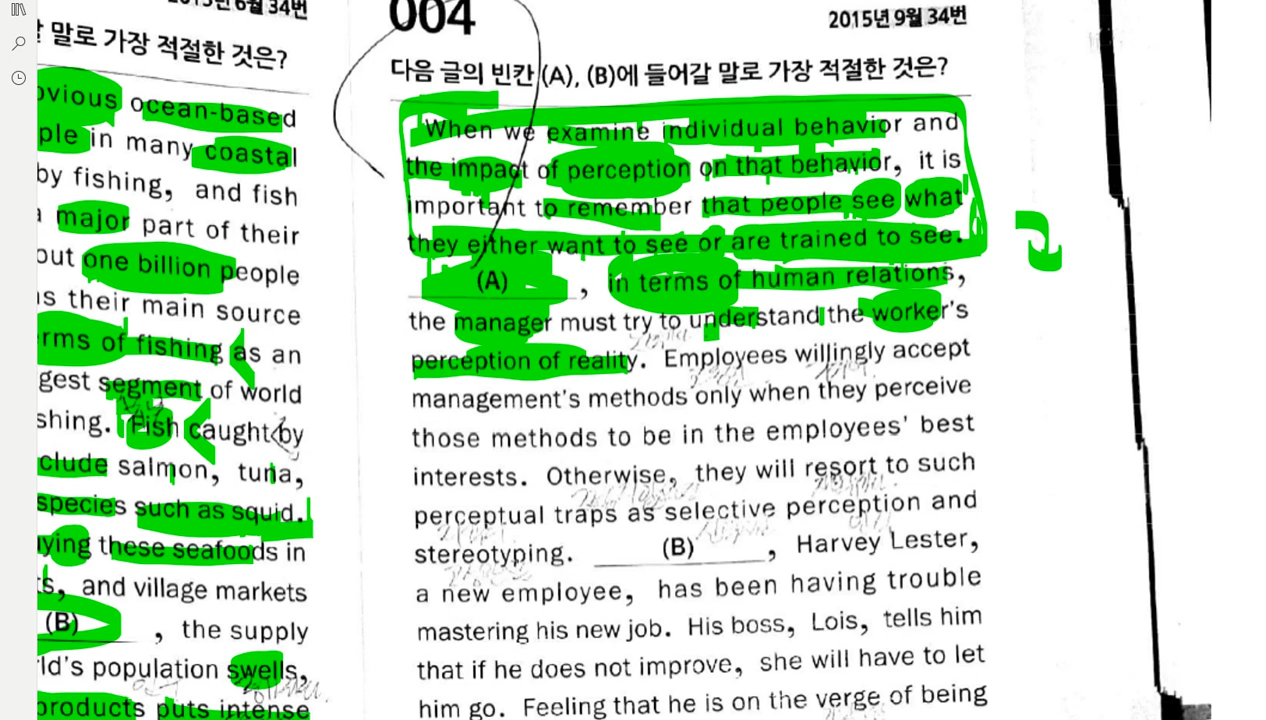 2015년 6월 34번
말로 가장 적절한 것은?
ocean-based
in many coastal
by fishing, and fish
major part of their
one billion people
as their main source
of fishing as an
segment of world
Fish caught by
salmon, tuna,
species such as squid.
these seafoods in
and village markets
(B) , the supply
population swells,
products puts intense
004
2015년 9월 34번
다음 글의 빈칸 (A), (B)에 들어갈 말로 가장 적절한 것은?
When we examine individual behavior and
the impact of perception on that behavior, it is
important to remember that people see what
they either want to see or are trained to see.
(A) , in terms of human relations,
the manager must try to understand the worker's
perception of reality. Employees willingly accept
management's methods only when they perceive
those methods to be in the employees' best
interests. Otherwise, they will resort to such
perceptual traps as selective perception and
stereotyping. (B) , Harvey Lester,
a new employee, has been having trouble
mastering his new job. His boss, Lois, tells him
that if he does not improve, she will have to let
him go. Feeling that he is on the verge of being